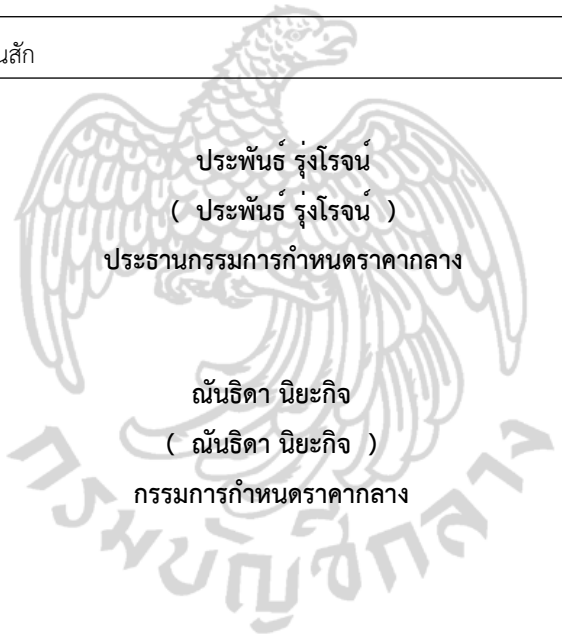 นสัก
ประพันธ์ รุ่งโรจน์
( ประพันธ์ รุ่งโรจน์ )
ประธานกรรมการกำหนดราคากลาง
ณันธิดา นิยะกิจ
( ณันธิดา นิยะกิจ )
กรรมการกำหนดราคากลาง
กรมบัญชีกลาง